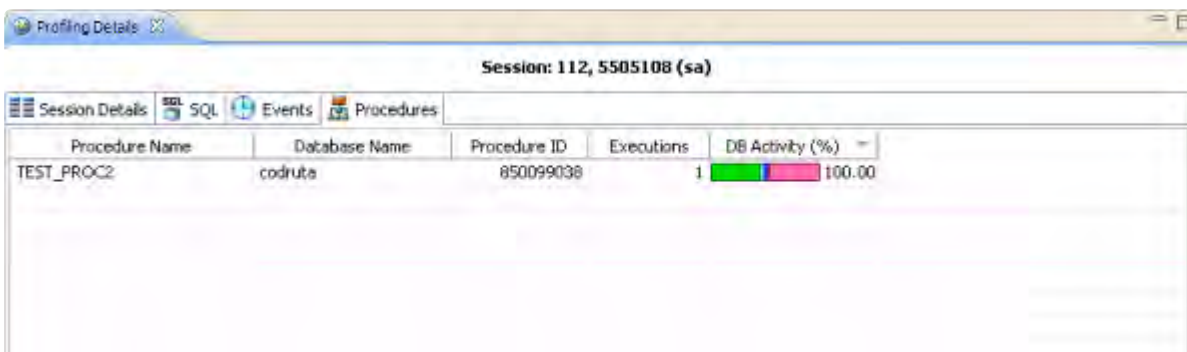 Profiling Details
Session: 112, 5505108 (sa)
Session Details SQL Events Procedures
Procedure Name Database Name Procedure ID Executions DB Activity (%)
TEST_PROC2 codruta 850099038 1 100.00